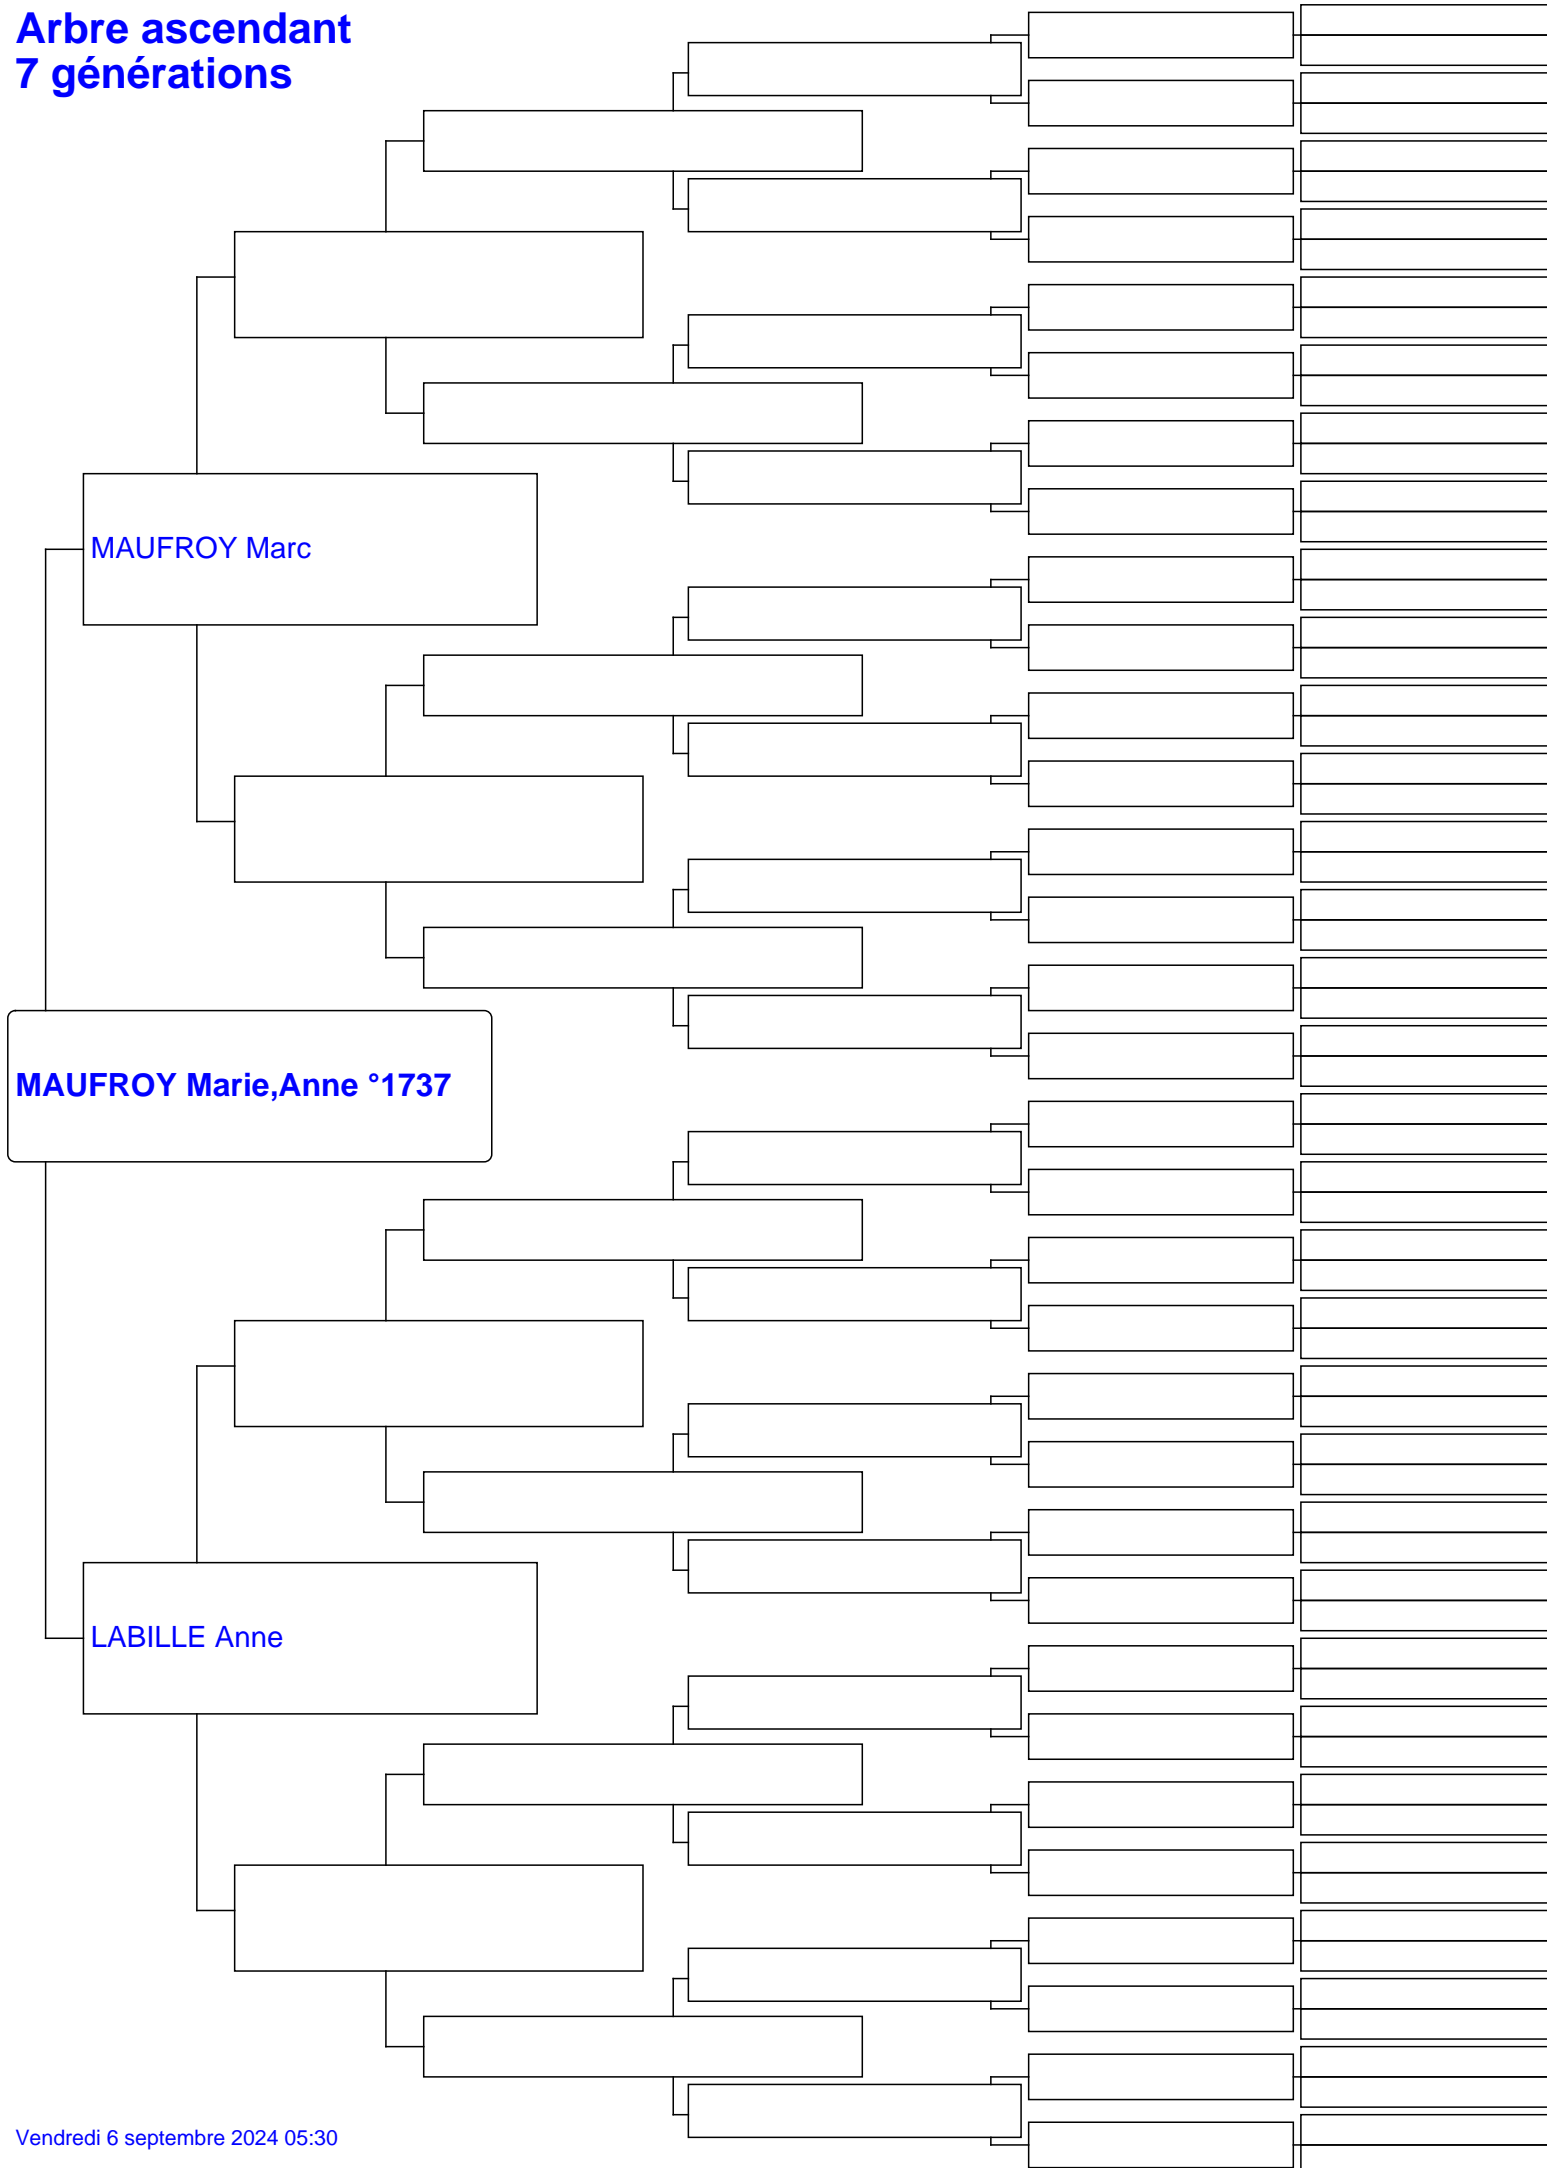 Arbre ascendant
7 générations
MAUFROY Marc
MAUFROY Marie,Anne °1737
LABILLE Anne
Vendredi 6 septembre 2024 05:30